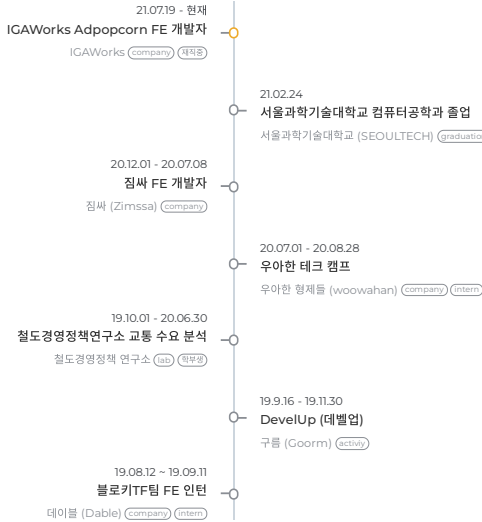 21.07.19 - 현재
IGAWorks Adpopcorn FE 개발자
IGAWorks company 재직중
21.02.24
서울과학기술대학교 컴퓨터공학과 졸업
서울과학기술대학교 (SEOULTECH) graduatio
20.12.01 - 20.07.08
짐싸 FE 개발자
짐싸 (Zimssa) company
20.07.01 - 20.08.28
우아한 테크 캠프
우아한 형제들 (woowahan) company intern
19.10.01 - 20.06.30
철도경영정책연구소 교통 수요 분석
철도경영정책 연구소 lab 학부생
19.9.16 - 19.11.30
DevelUp (데벨업)
구름 (Goorm) activiy
19.08.12 ~ 19.09.11
블로키TF팀 FE 인턴
데이블 (Dable) company intern